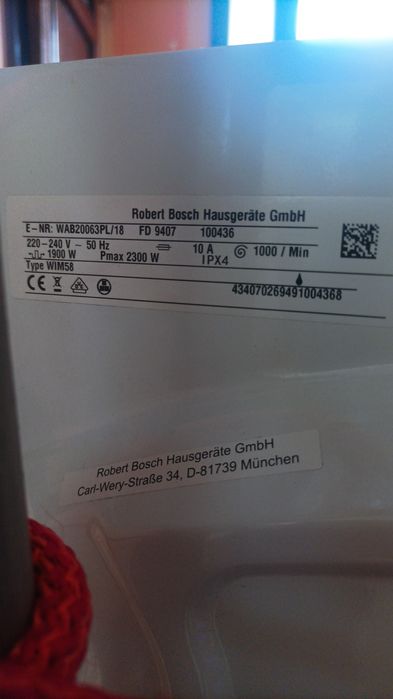 Robert Bosch Hausgeräte GmbH
E-NR: WAB20063PL/18 FD 9407 100436
220-240 V ~ 50 Hz 10 A 1000 / Min
1900 W Pmax 2300 W IPX4
Type WIM58
CE 434070269491004368
Robert Bosch Hausgeräte GmbH
Carl-Wery-Straße 34, D-81739 München